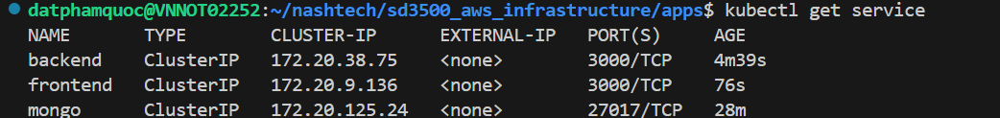 datphamquoc@VNNOT02252:~/nashtech/sd3500_aws_infrastructure/apps$ kubectl get service
NAME TYPE CLUSTER-IP EXTERNAL-IP PORT(S) AGE
backend ClusterIP 172.20.38.75 <none> 3000/TCP 4m39s
frontend ClusterIP 172.20.9.136 <none> 3000/TCP 76s
mongo ClusterIP 172.20.125.24 <none> 27017/TCP 28m